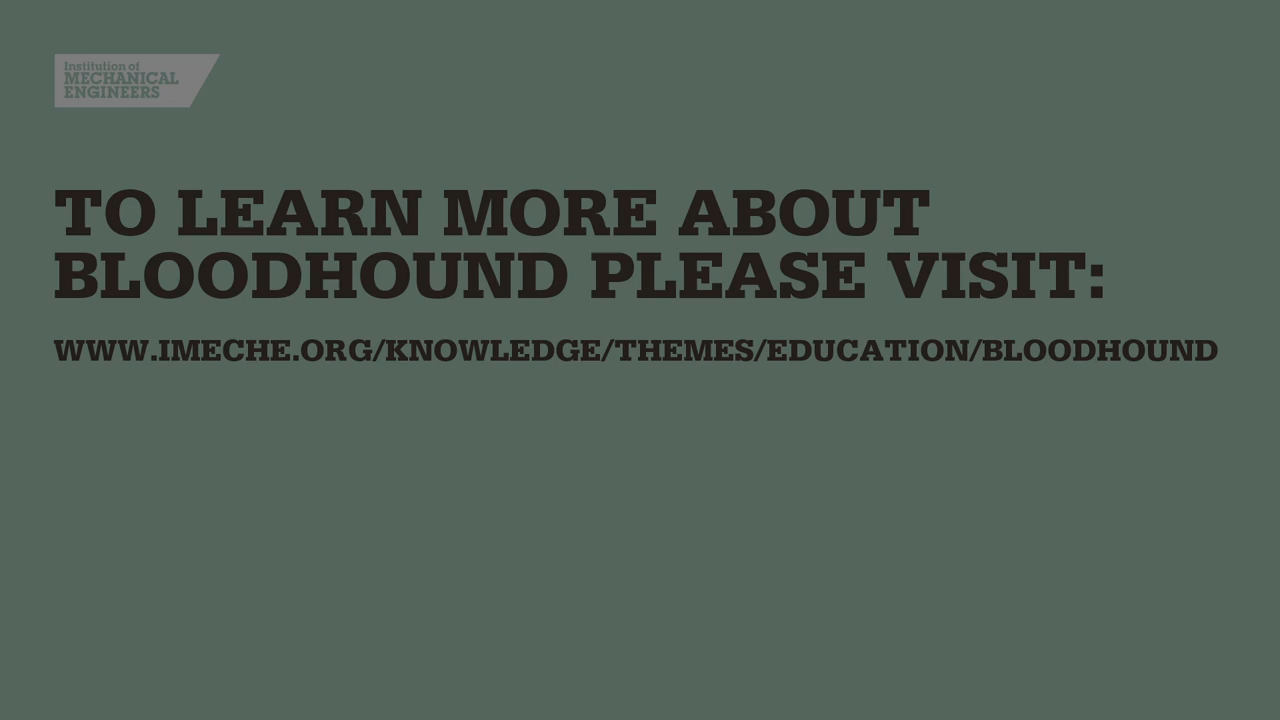 Institution of
MECHANICAL
ENGINEERS
TO LEARN MORE ABOUT
BLOODHOUND PLEASE VISIT:
WWW.IMECHE.ORG/KNOWLEDGE/THEMES/EDUCATION/BLOODHOUND